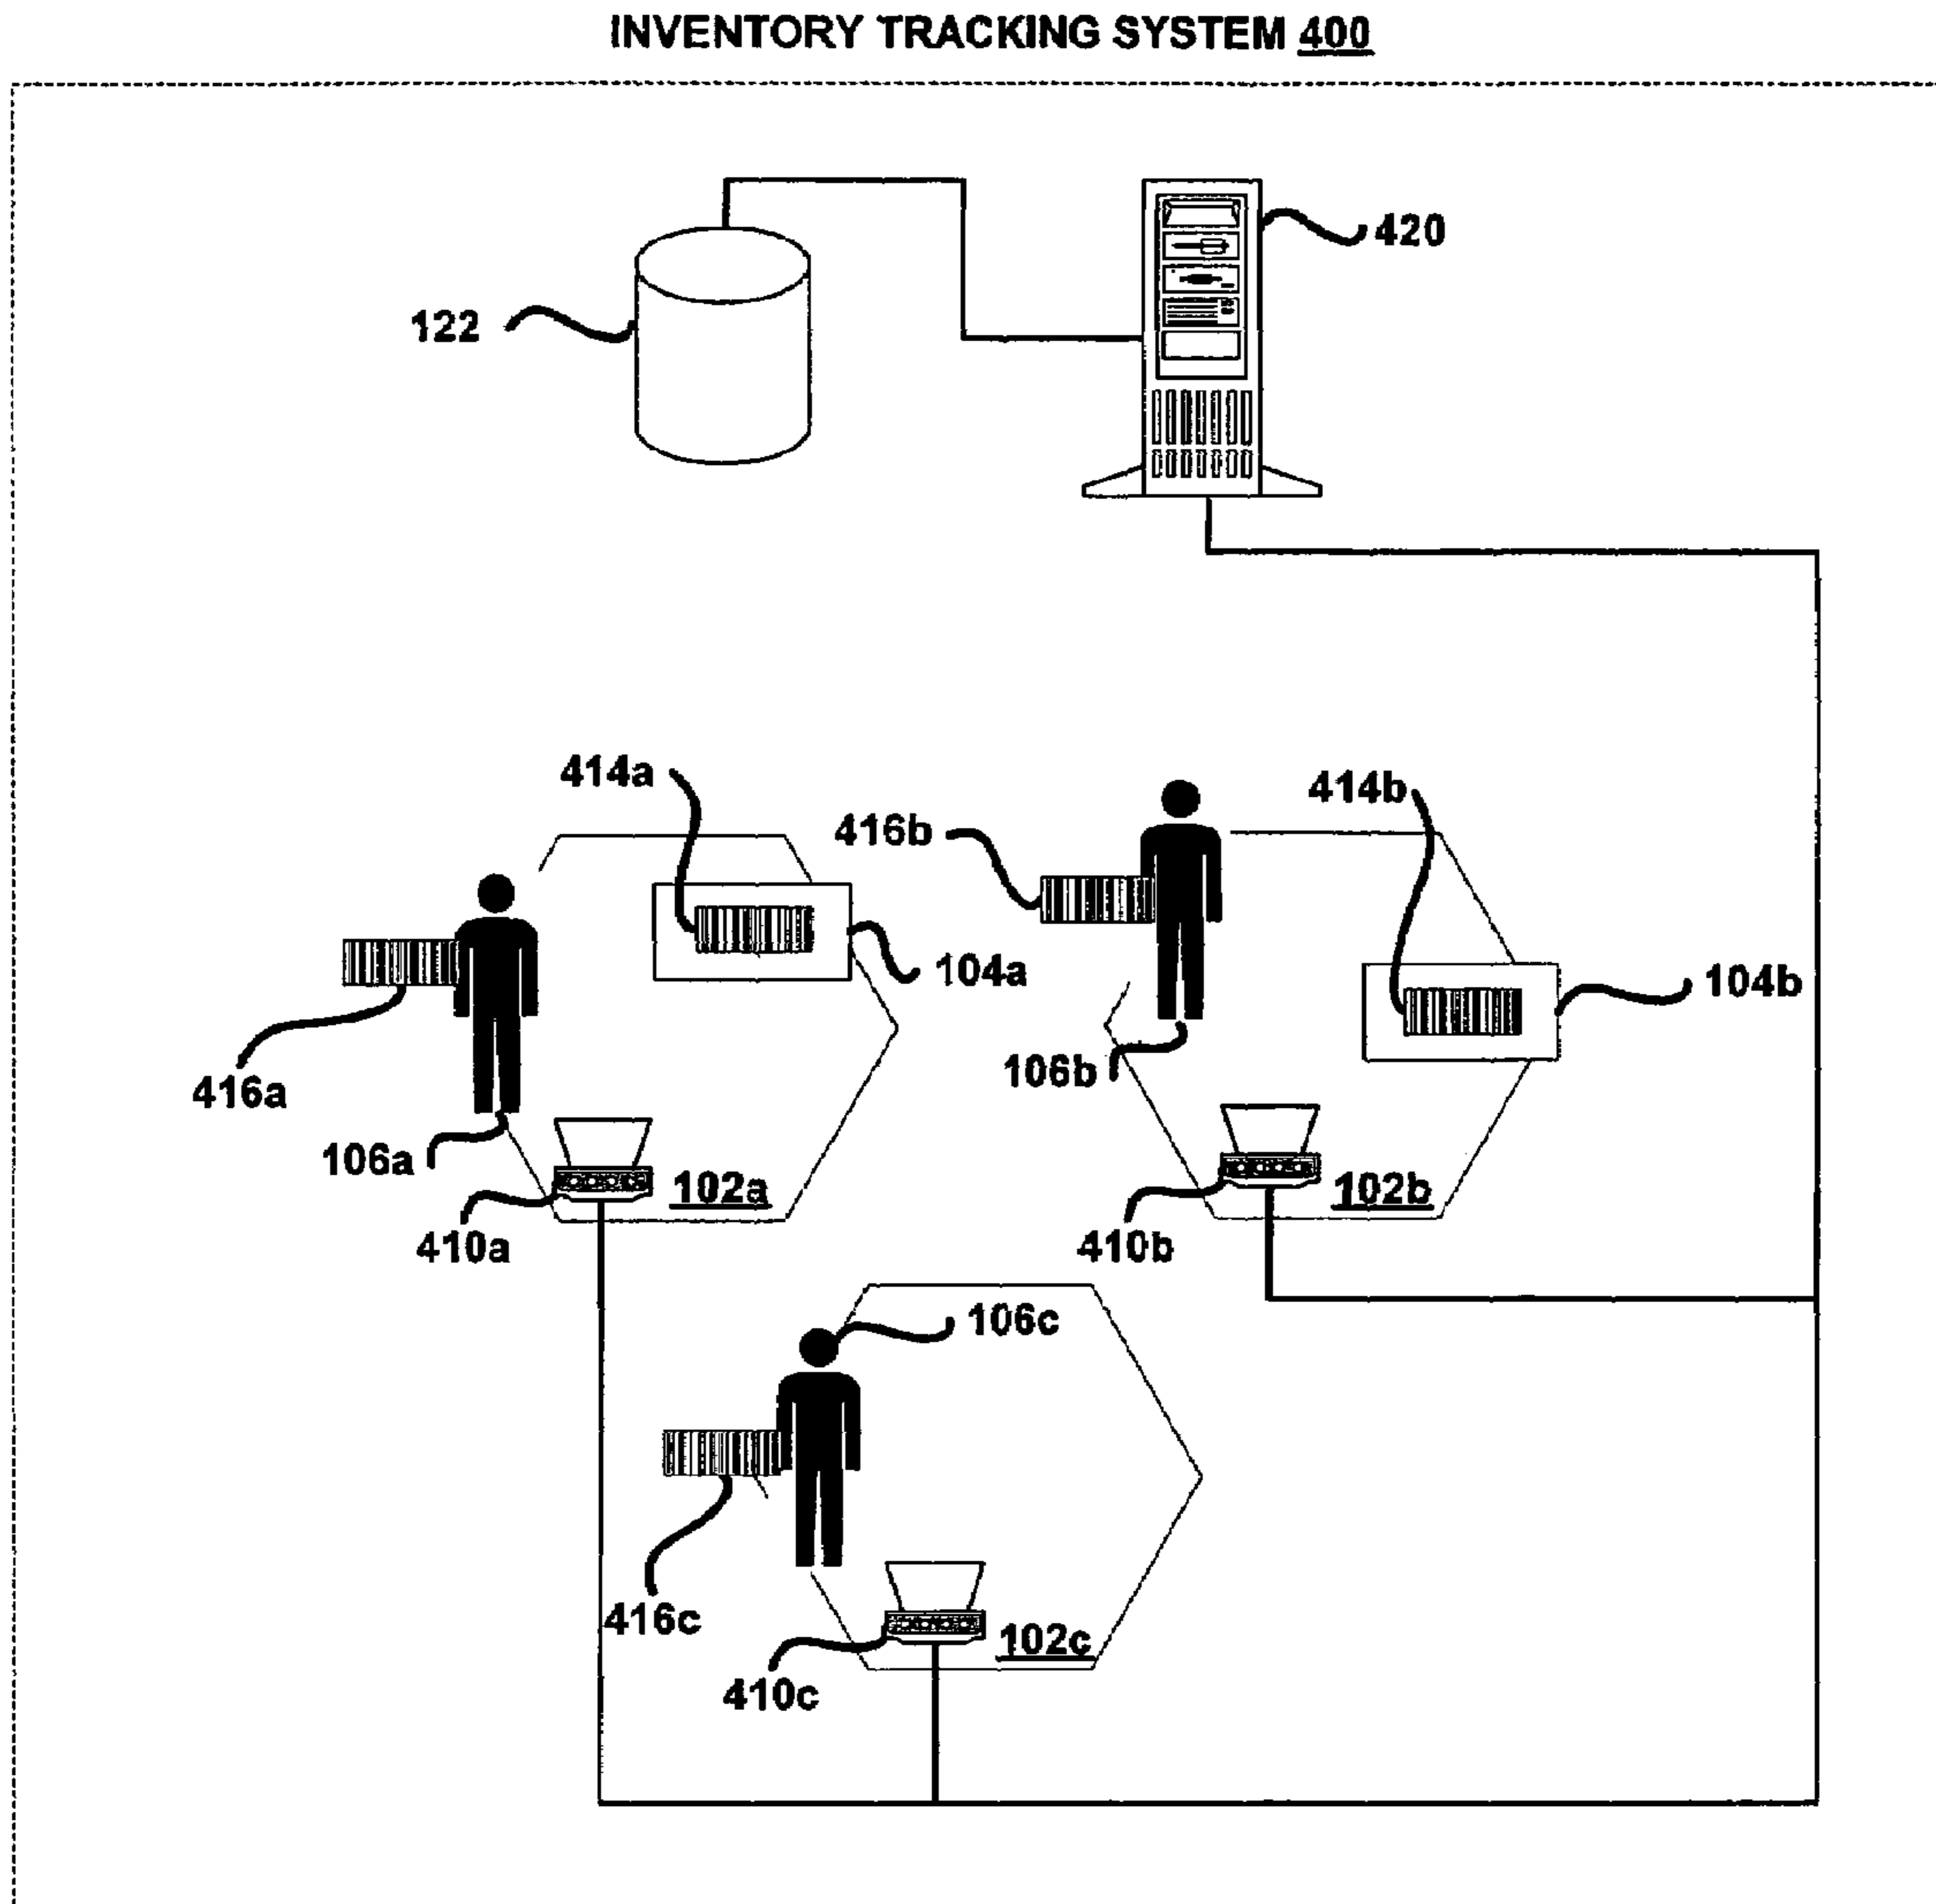 INVENTORY TRACKING SYSTEM 400
420
122
414a
414b
416b
104a
104b
106b
416a
106a
102a
102b
410a
410b
106c
416c
102c
410c